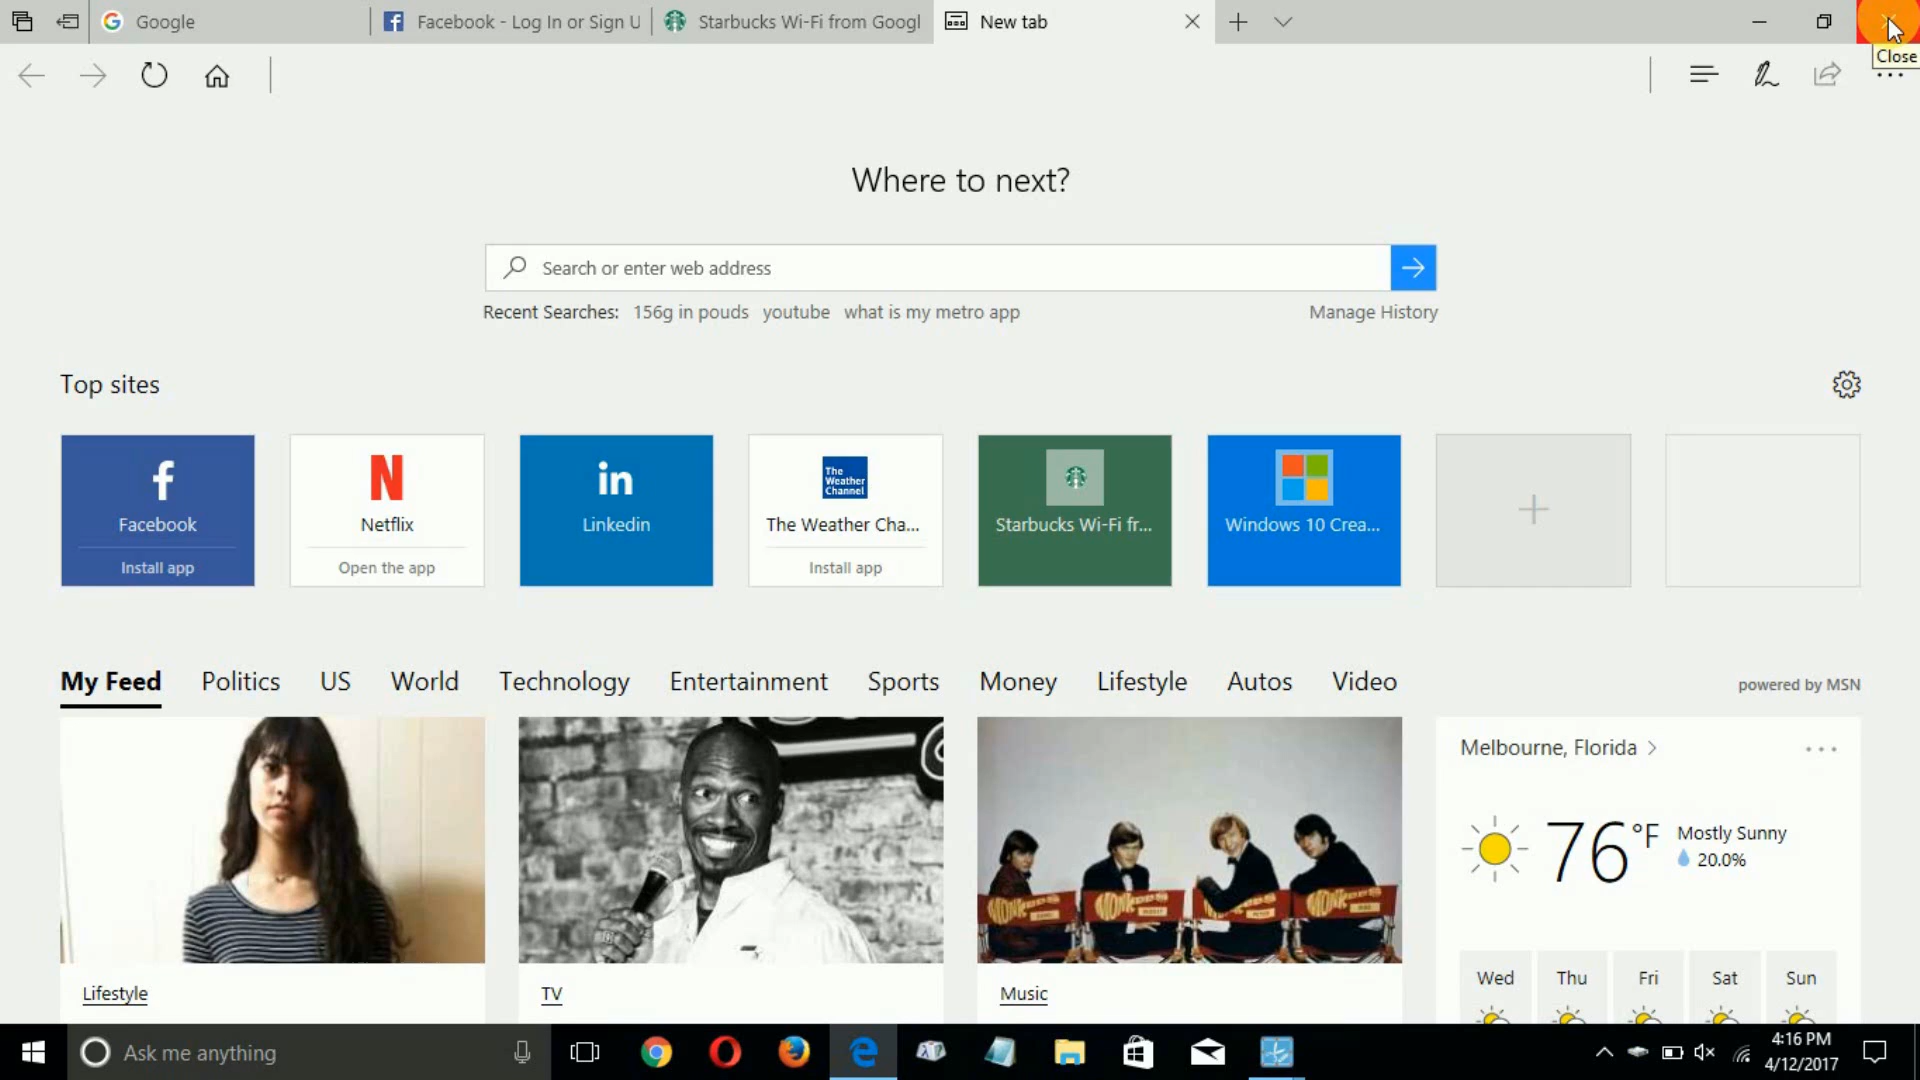 Google
Facebook - Log In or Sign U
Starbucks Wi-Fi from Googl
New tab
Close
Where to next?
Search or enter web address
Recent Searches: 156g in pouds youtube what is my metro app
Manage History
Top sites
f
Facebook
Install app
N
Netflix
Open the app
in
Linkedin
The
Weather
Channel
The Weather Cha...
Install app
Starbucks Wi-Fi fr...
Windows 10 Crea...
My Feed Politics US World Technology Entertainment Sports Money Lifestyle Autos Video
powered by MSN
MONKEES MONKEES MONKEES MONKEES
Lifestyle
TV
Music
Melbourne, Florida
76 °F
Mostly Sunny
20.0%
Wed Thu Fri Sat Sun
Ask me anything
4:16 PM
4/12/2017